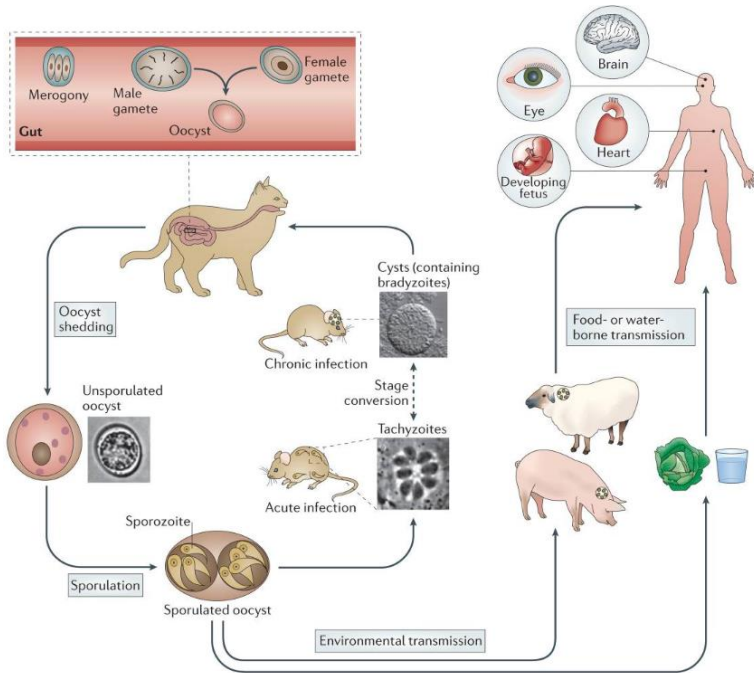 Merogony
Male
gamete
Female
gamete
Oocyst
Gut
Brain
Eye
Heart
Developing
fetus
Oocyst
shedding
Cysts (containing
bradyzoites)
Chronic infection
Food- or water-
borne transmission
Unsporulated
oocyst
Stage
conversion
Tachyzoites
Acute infection
Sporozoite
Sporulation
Sporulated oocyst
Environmental transmission